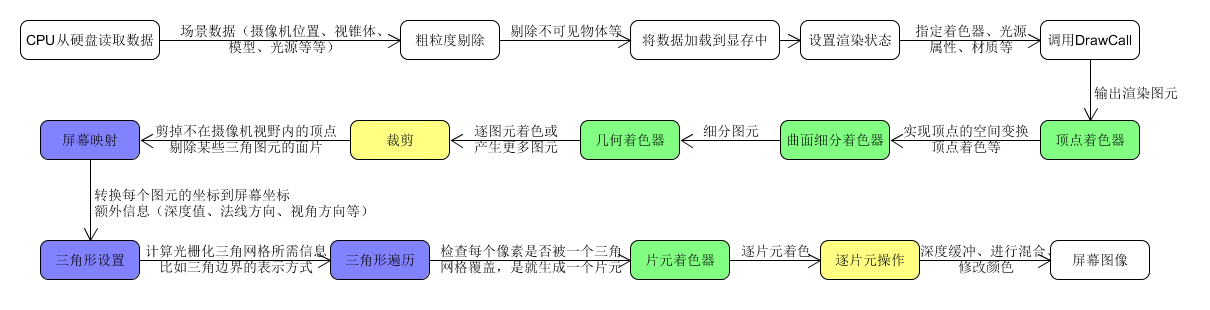 CPU从硬盘读取数据
场景数据（摄像机位置、视锥体、
模型、光源等等）
粗粒度剔除
剔除不可见物体等
将数据加载到显存中
设置渲染状态
指定着色器、光源
属性、材质等
调用DrawCall
输出渲染图元
屏幕映射
剪掉不在摄像机视野内的顶点
剔除某些三角图元的面片
裁剪
逐图元着色或
产生更多图元
几何着色器
细分图元
曲面细分着色器
实现顶点的空间变换
顶点着色等
顶点着色器
转换每个图元的坐标到屏幕坐标
额外信息（深度值、法线方向、视角方向等）
三角形设置
计算光栅化三角网格所需信息
比如三角边界的表示方式
三角形遍历
检查每个像素是否被一个三角
网格覆盖，是就生成一个片元
片元着色器
逐片元着色
逐片元操作
深度缓冲、进行混合
修改颜色
屏幕图像